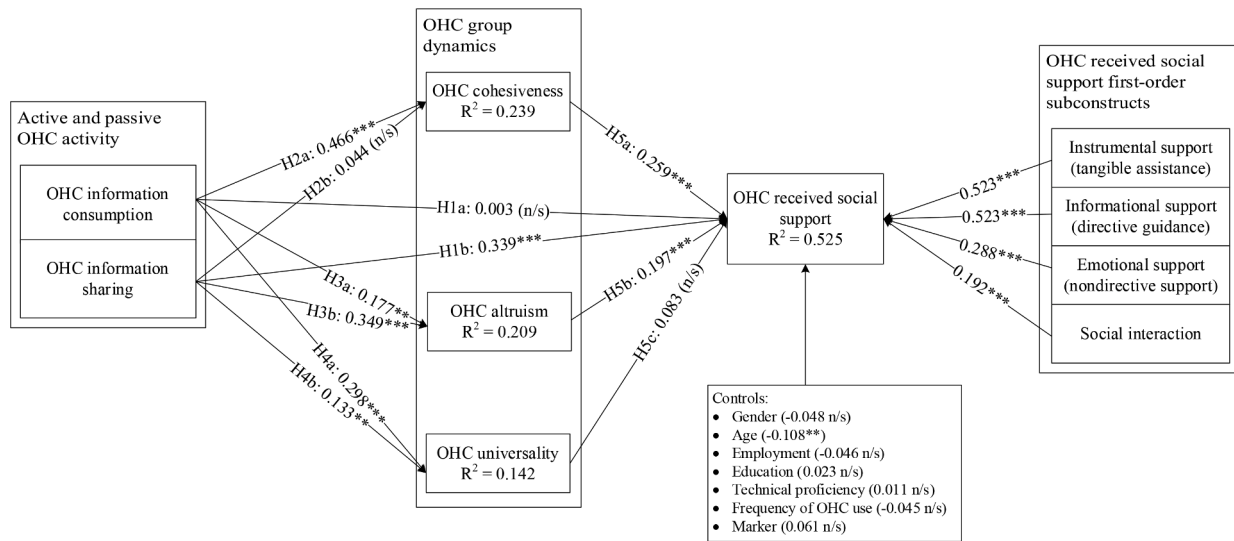 Active and passive
OHC activity
OHC information
consumption
OHC information
sharing
H2a: 0.466***
H2b: 0.044 (n/s)
H1a: 0.003 (n/s)
H1b: 0.339***
H3a: 0.177**
H3b: 0.349***
H4a: 0.298***
H4b: 0.133**
OHC group
dynamics
OHC cohesiveness
R² = 0.239
OHC altruism
R² = 0.209
OHC universality
R² = 0.142
H5a: 0.259***
H5b: 0.197***
H5c: 0.083 (n/s)
OHC received social
support
R² = 0.525
Controls:
● Gender (-0.048 n/s)
● Age (-0.108**)
● Employment (-0.046 n/s)
● Education (0.023 n/s)
● Technical proficiency (0.011 n/s)
● Frequency of OHC use (-0.045 n/s)
● Marker (0.061 n/s)
0.523***
0.523***
0.288***
0.192***
OHC received social
support first-order
subconstructs
Instrumental support
(tangible assistance)
Informational support
(directive guidance)
Emotional support
(nondirective support)
Social interaction